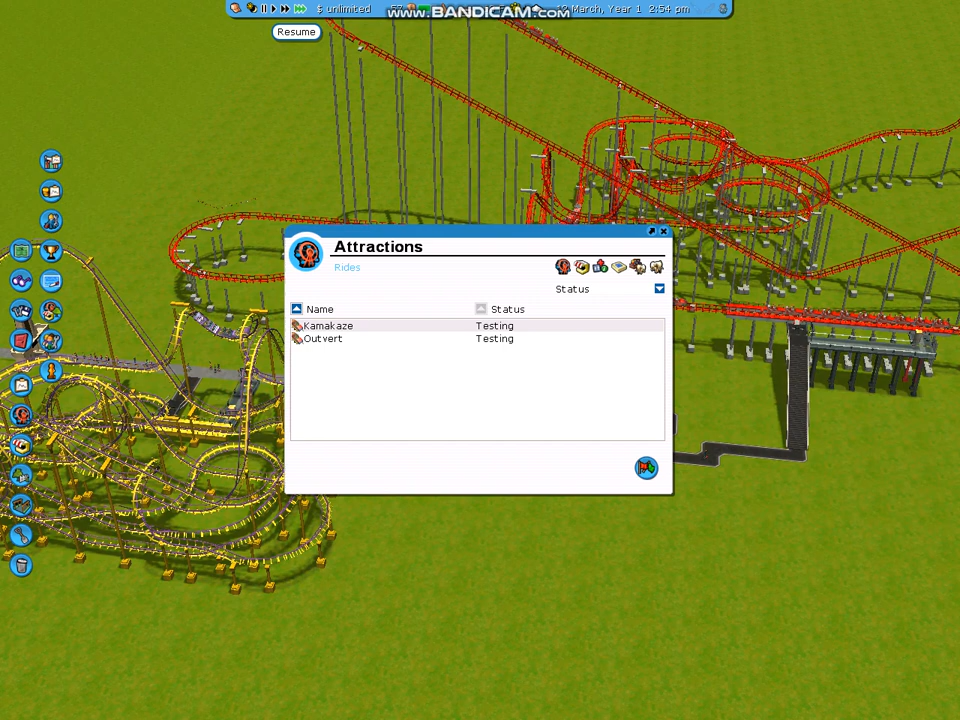 $ unlimited
www.BANDICAM.com
March, Year 1 2:54 pm
Resume
Attractions
Rides
Status
Name Status
Kamakaze Testing
Outvert Testing